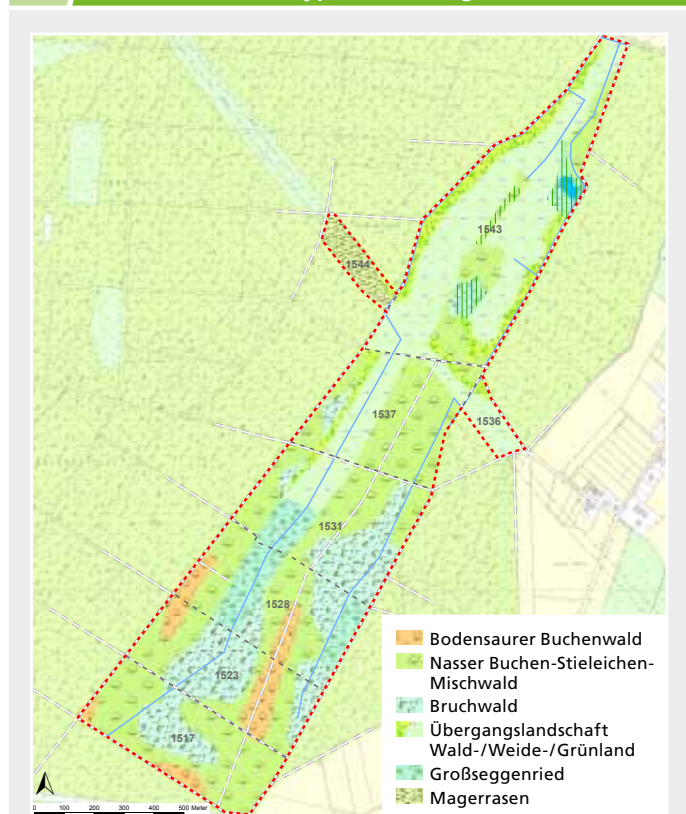 1543
1544
1537
1536
1531
1528
1523
1517
Bodensaurer Buchenwald
Nasser Buchen-Stieleichen-
Mischwald
Bruchwald
Übergangslandschaft
Wald-/Weide-/Grünland
Großseggenried
Magerrasen
0 100 200 300 400 500 Meter